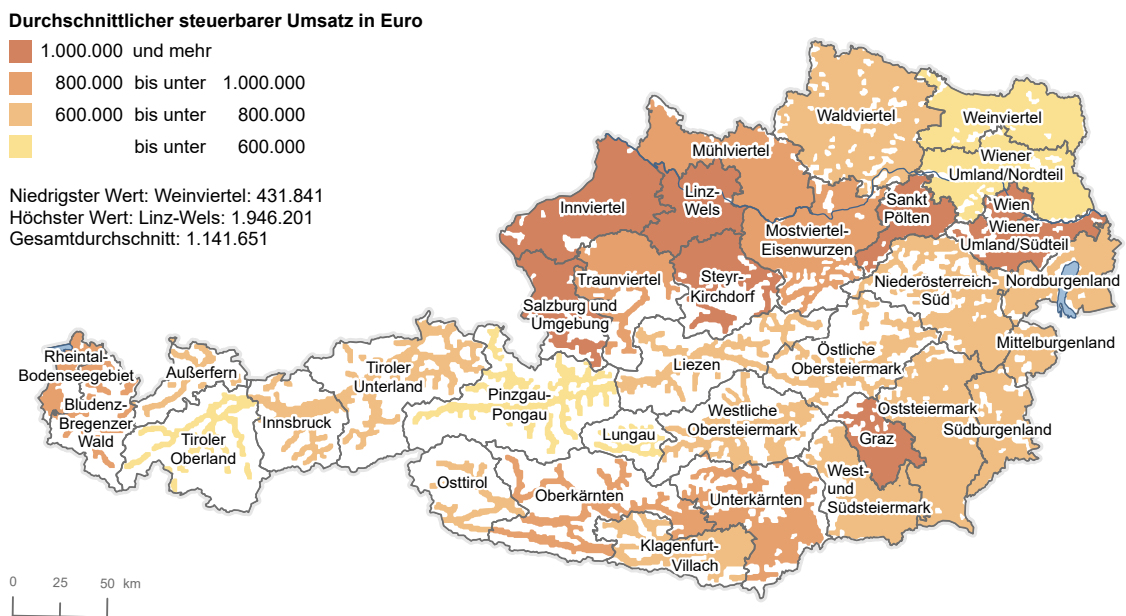 Durchschnittlicher steuerbarer Umsatz in Euro
1.000.000 und mehr
800.000 bis unter 1.000.000
600.000 bis unter 800.000
bis unter 600.000
Niedrigster Wert: Weinviertel: 431.841
Höchster Wert: Linz-Wels: 1.946.201
Gesamtdurchschnitt: 1.141.651
Waldviertel
Weinviertel
Mühlviertel
Wiener
Umland/Nordteil
Linz-
Wels
Innviertel
Sankt
Pölten
Wien
Mostviertel-
Eisenwurzen
Wiener
Umland/Südteil
Traunviertel
Steyr-
Kirchdorf
Niederösterreich-
Süd
Nordburgenland
Salzburg und
Umgebung
Mittelburgenland
Rheintal-
Bodenseegebiet
Außerfern
Tiroler
Unterland
Liezen
Östliche
Obersteiermark
Bludenz-
Bregenzer
Wald
Pinzgau-
Pongau
Innsbruck
Westliche
Obersteiermark
Oststeiermark
Südburgenland
Tiroler
Oberland
Lungau
Graz
Osttirol
Oberkärnten
Unterkärnten
West-
und
Südsteiermark
Klagenfurt-
Villach
0 25 50 km